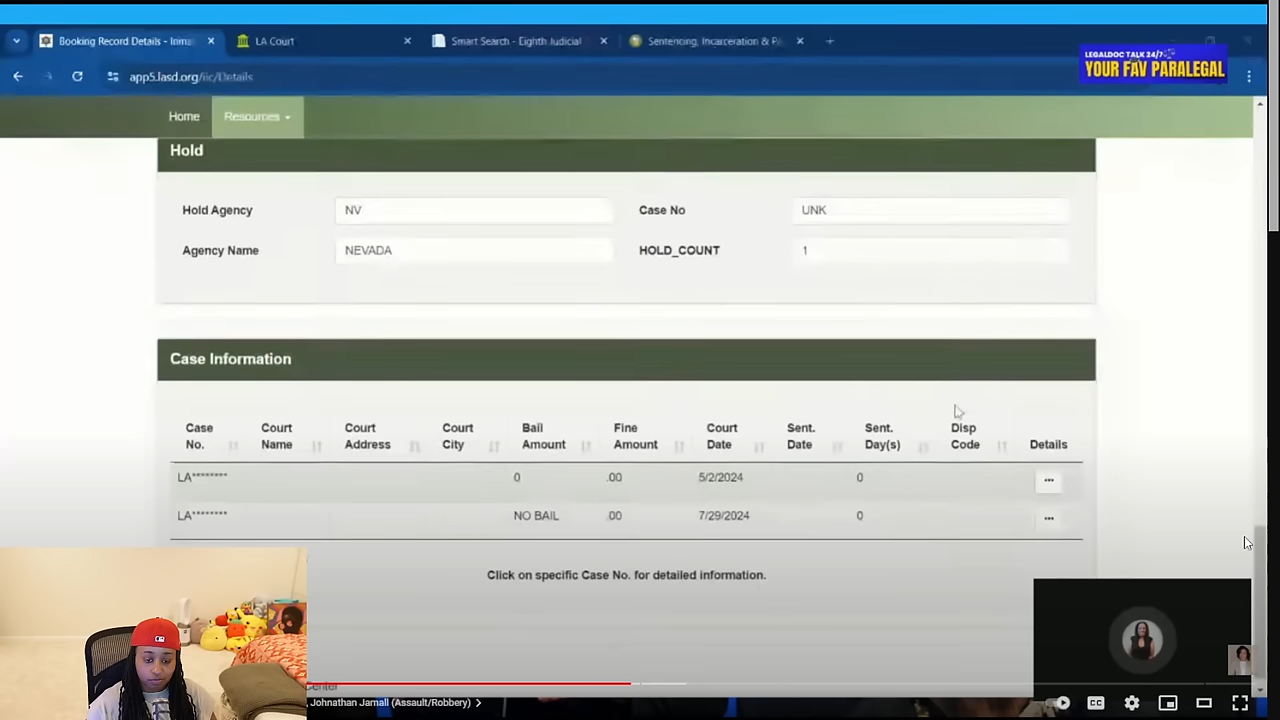 Booking Record Details - Inma
LA Court
Smart Search - Eighth Judicial
Sentencing, Incarceration & Pa
LEGALDOC TALK 24/7
YOUR FAV PARALEGAL
app5.lasd.org/iic/Details
Home
Resources
Hold
Hold Agency
NV
Case No
UNK
Agency Name
NEVADA
HOLD_COUNT
1
Case Information
Case No.
Court Name
Court Address
Court City
Bail Amount
Fine Amount
Court Date
Sent. Date
Sent. Day(s)
Disp Code
Details
LA******** 0 .00 5/2/2024 0 ...
LA******** NO BAIL .00 7/29/2024 0 ...
Click on specific Case No. for detailed information.
Center
Johnathan Jamall (Assault/Robbery)
CC